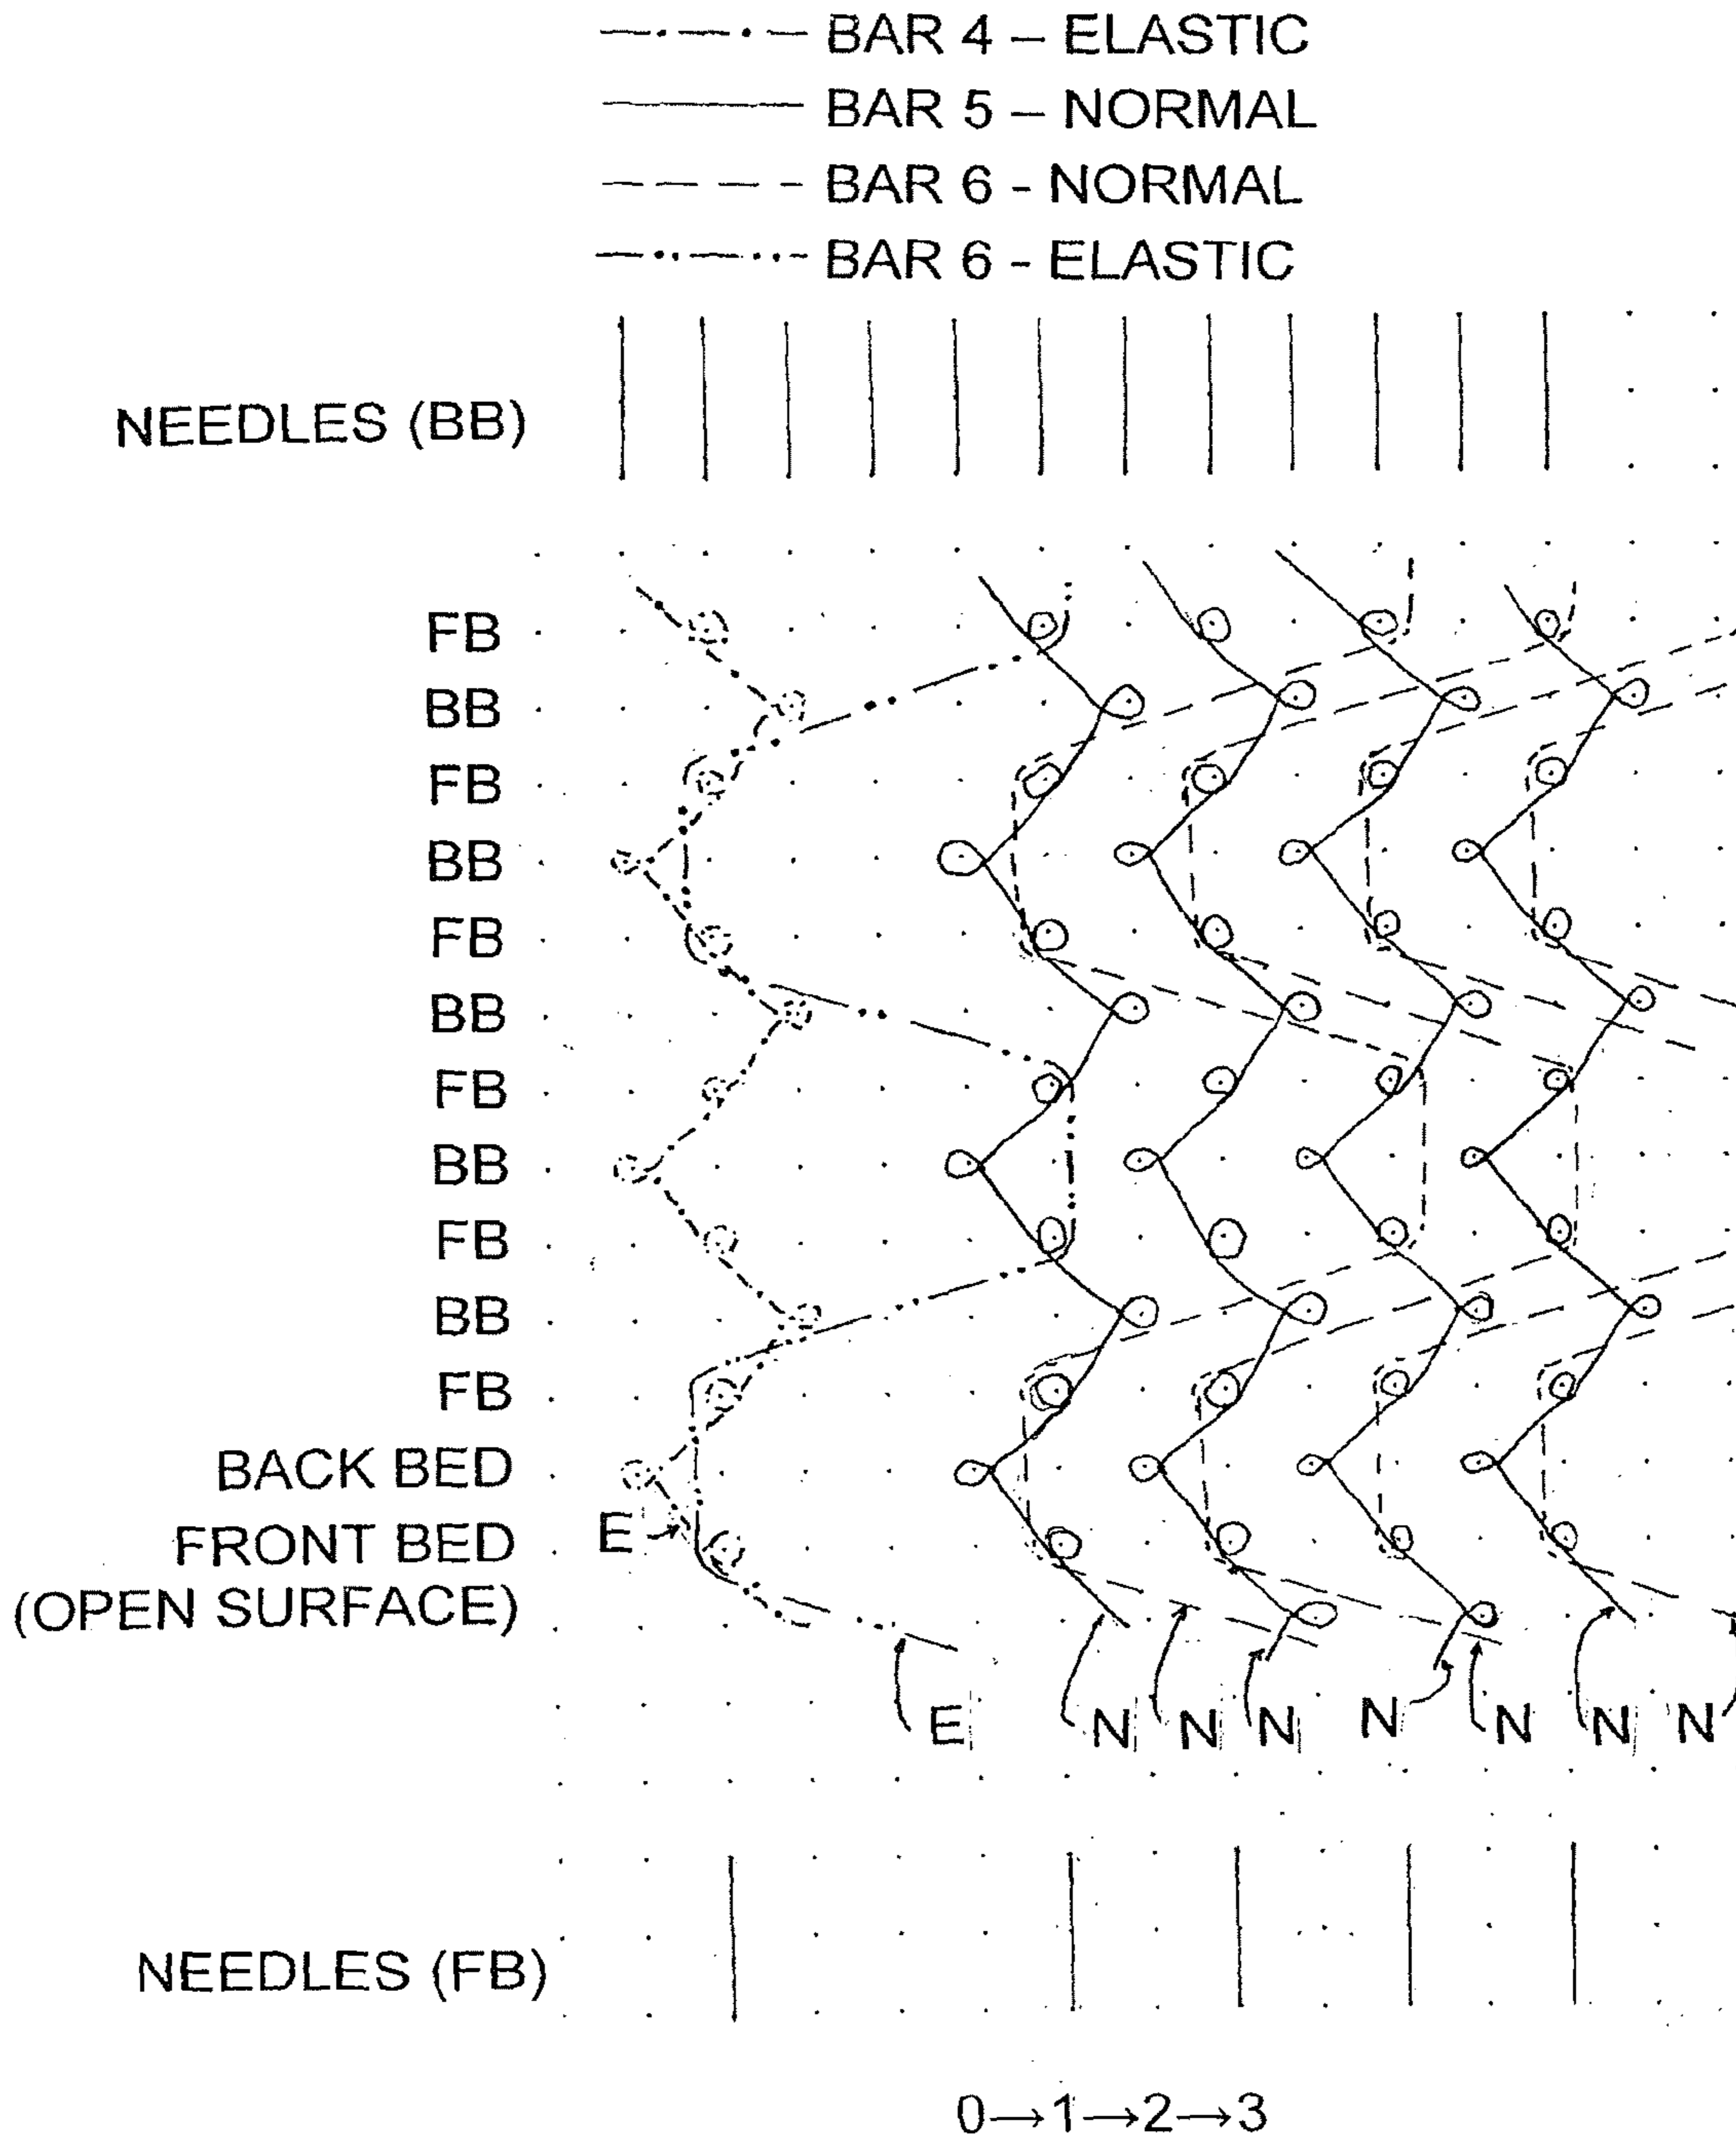 BAR 4 – ELASTIC
BAR 5 – NORMAL
BAR 6 - NORMAL
BAR 6 - ELASTIC
NEEDLES (BB)
FB
BB
FB
BB
FB
BB
FB
BB
FB
BB
FB
BACK BED
FRONT BED
E
(OPEN SURFACE)
E N N N N N N N
NEEDLES (FB)
0→1→2→3